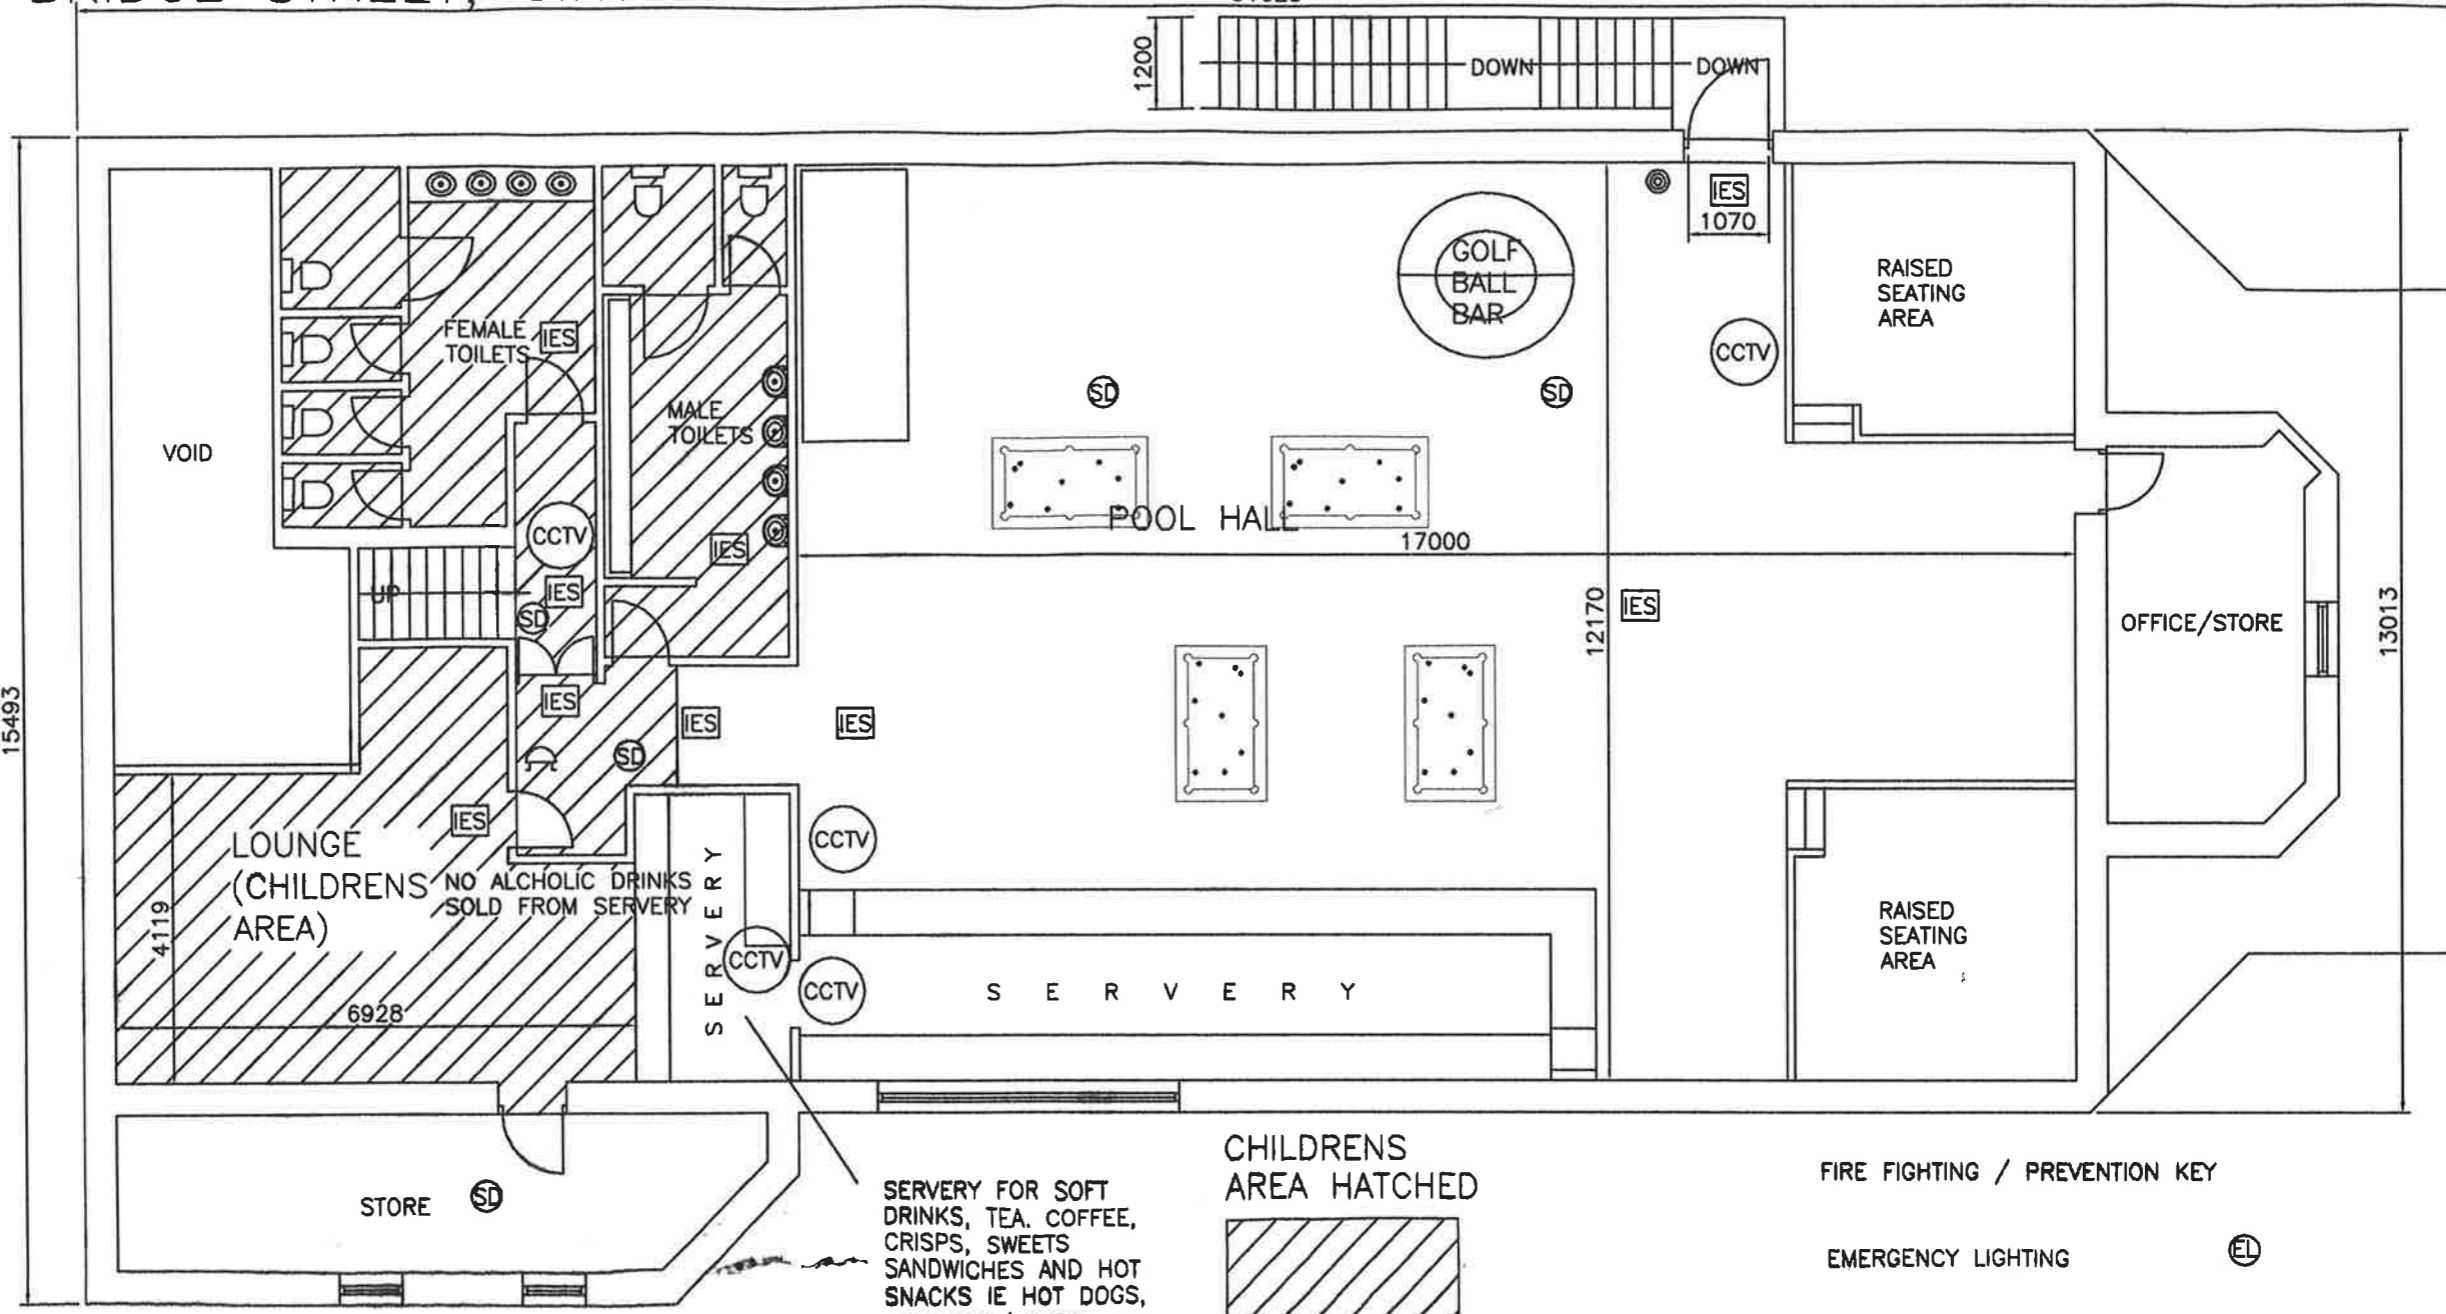 BRIDGE STREET,
1200
DOWN
DOWN
IES
1070
GOLF
BALL
BAR
RAISED
SEATING
AREA
CCTV
FEMALE
TOILETS
IES
SD
SD
MALE
TOILETS
VOID
CCTV
IES
POOL HALL
17000
UP
IES
SD
12170
IES
OFFICE/STORE
13013
15493
IES
SD
IES
IES
IES
CCTV
LOUNGE
(CHILDRENS
AREA)
NO ALCHOLIC DRINKS
SOLD FROM SERVERY
4119
6928
SERVERY
CCTV
CCTV
SERVERY
RAISED
SEATING
AREA
STORE
SD
SERVERY FOR SOFT
DRINKS, TEA. COFFEE,
CRISPS, SWEETS
SANDWICHES AND HOT
SNACKS IE HOT DOGS,
CHILDRENS
AREA HATCHED
FIRE FIGHTING / PREVENTION KEY
EMERGENCY LIGHTING
EL